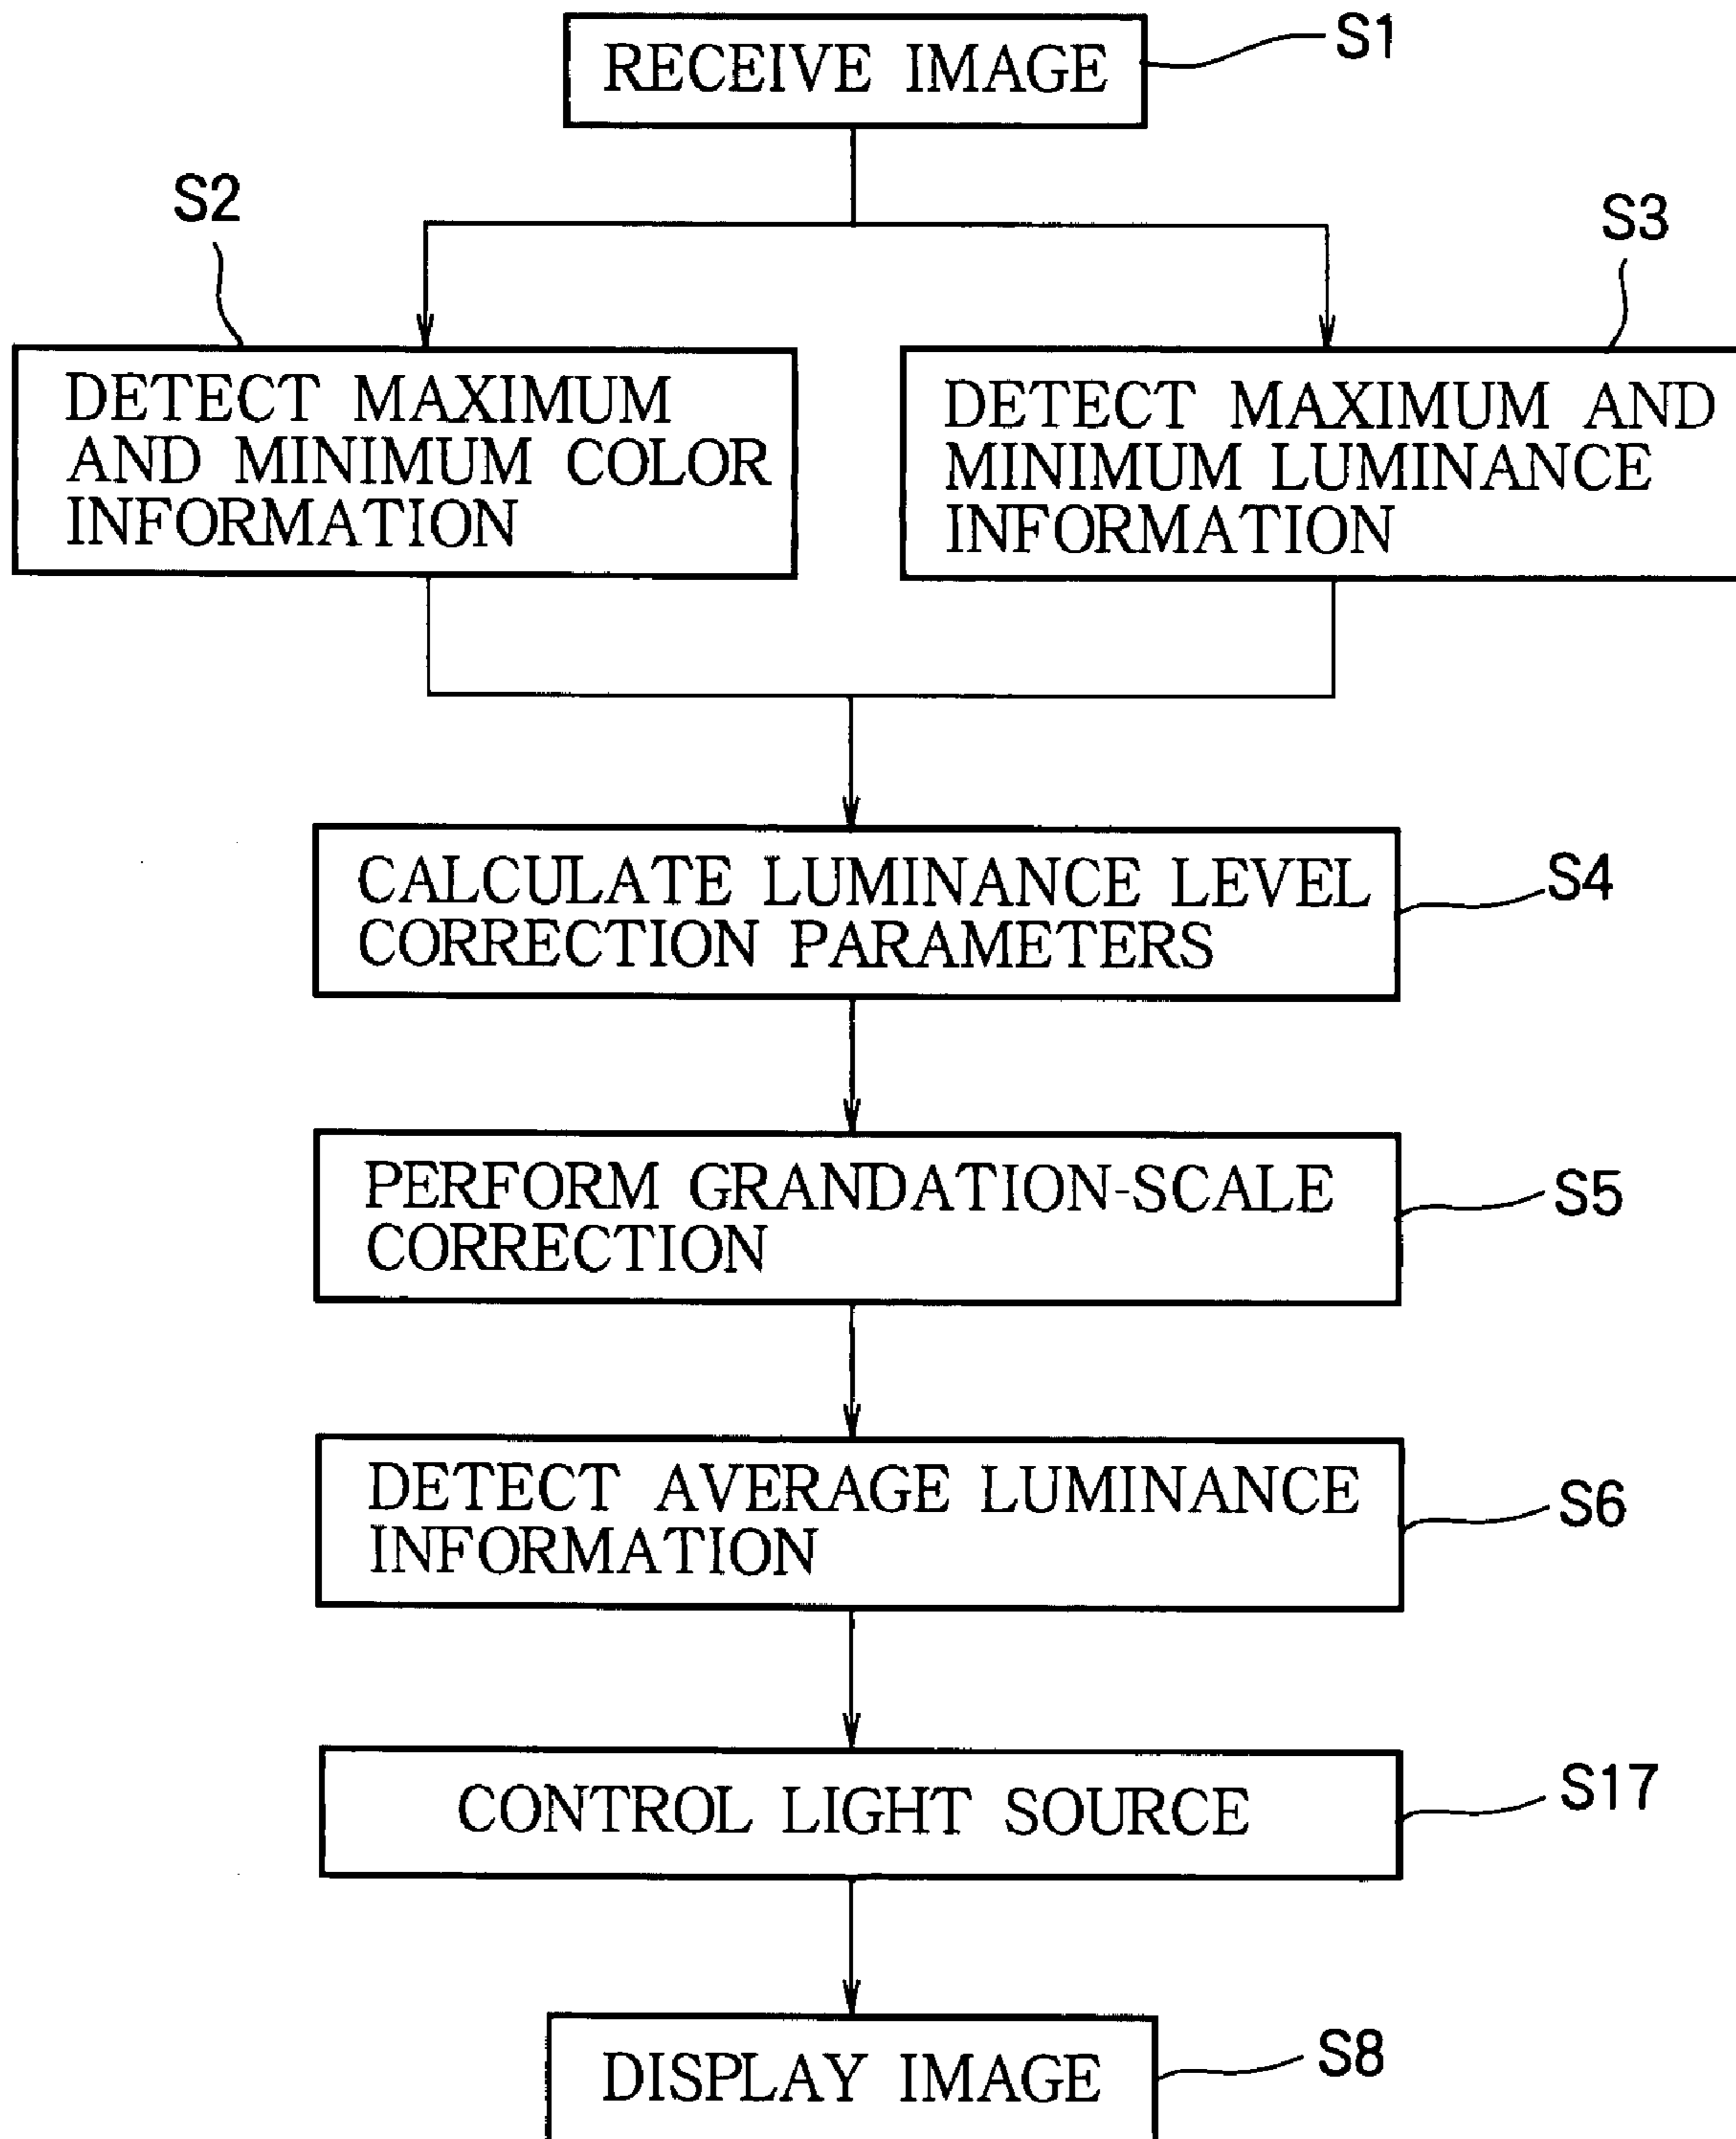 RECEIVE IMAGE
S1
S2
S3
DETECT MAXIMUM
AND MINIMUM COLOR
INFORMATION
DETECT MAXIMUM AND
MINIMUM LUMINANCE
INFORMATION
CALCULATE LUMINANCE LEVEL
CORRECTION PARAMETERS
S4
PERFORM GRANDATION-SCALE
CORRECTION
S5
DETECT AVERAGE LUMINANCE
INFORMATION
S6
CONTROL LIGHT SOURCE
S17
DISPLAY IMAGE
S8